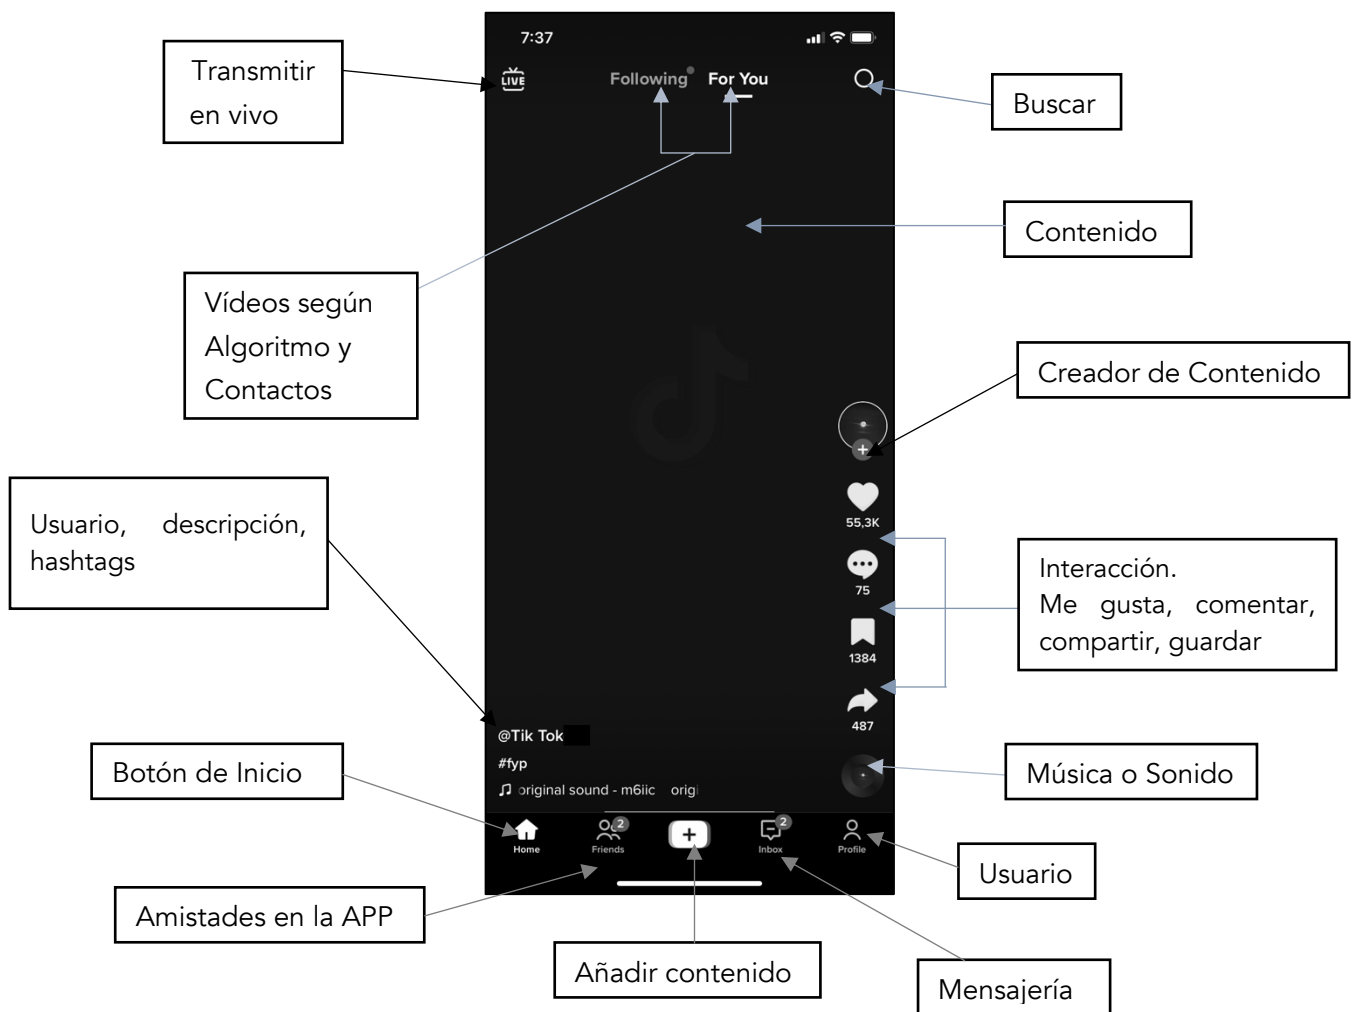 7:37
Transmitir
en vivo
LIVE
Following
For You
Buscar
Contenido
Vídeos según
Algoritmo y
Contactos
Creador de Contenido
Usuario, descripción,
hashtags
55,3K
75
Interacción.
Me gusta, comentar,
compartir, guardar
1384
487
@Tik Tok
#fyp
original sound - m6iic origi
Botón de Inicio
Música o Sonido
2
2
Home
Friends
Inbox
Profile
Usuario
Amistades en la APP
Añadir contenido
Mensajería